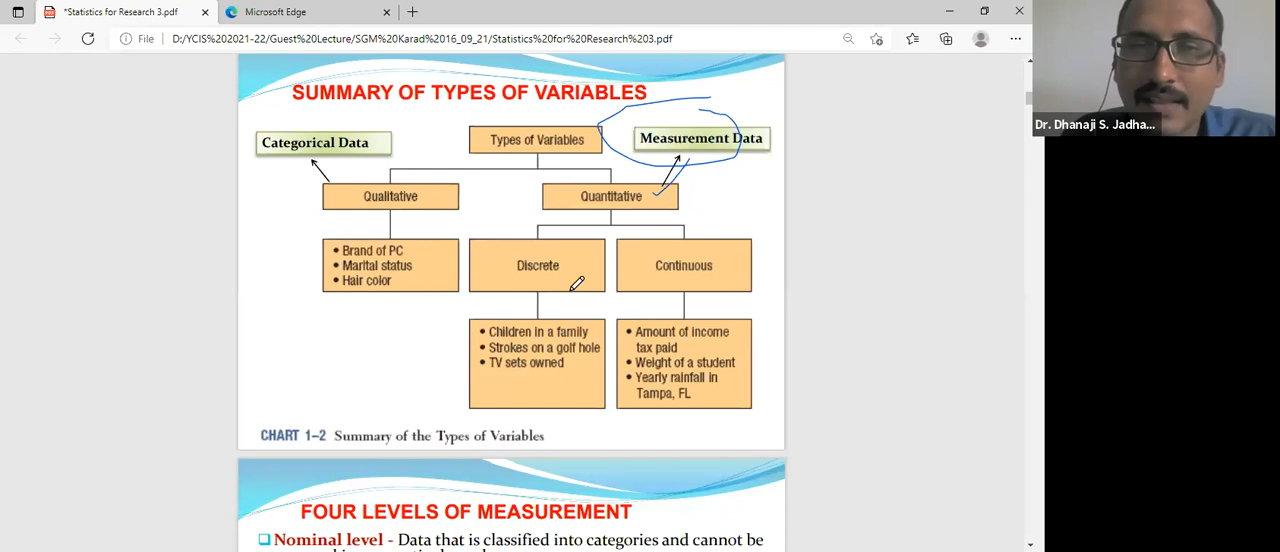 *Statistics for Research 3.pdf
Microsoft Edge
File
D:/YCIS%202021-22/Guest%20Lecture/SGM%20Karad%2016_09_21/Statistics%20for%20Research%203.pdf
Dr. Dhanaji S. Jadha...
SUMMARY OF TYPES OF VARIABLES
Categorical Data
Types of Variables
Measurement Data
Qualitative
Quantitative
• Brand of PC
• Marital status
• Hair color
Discrete
Continuous
• Children in a family
• Strokes on a golf hole
• TV sets owned
• Amount of income
tax paid
• Weight of a student
• Yearly rainfall in
Tampa, FL
CHART 1–2 Summary of the Types of Variables
FOUR LEVELS OF MEASUREMENT
Nominal level - Data that is classified into categories and cannot be